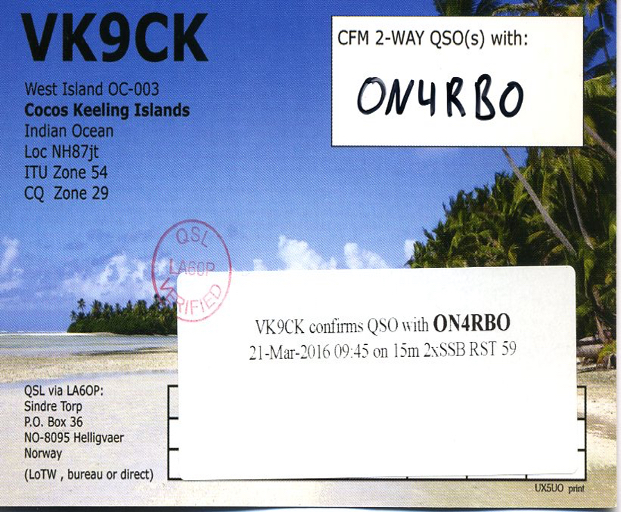 VK9CK
West Island OC-003
Cocos Keeling Islands
Indian Ocean
Loc NH87jt
ITU Zone 54
CQ Zone 29
CFM 2-WAY QSO(s) with:
ON4RBO
QSL
LA6OP
VERIFIED
VK9CK confirms QSO with ON4RBO
21-Mar-2016 09:45 on 15m 2xSSB RST 59
QSL via LA6OP:
Sindre Torp
P.O. Box 36
NO-8095 Helligvaer
Norway
(LoTW , bureau or direct)
UX5UO print